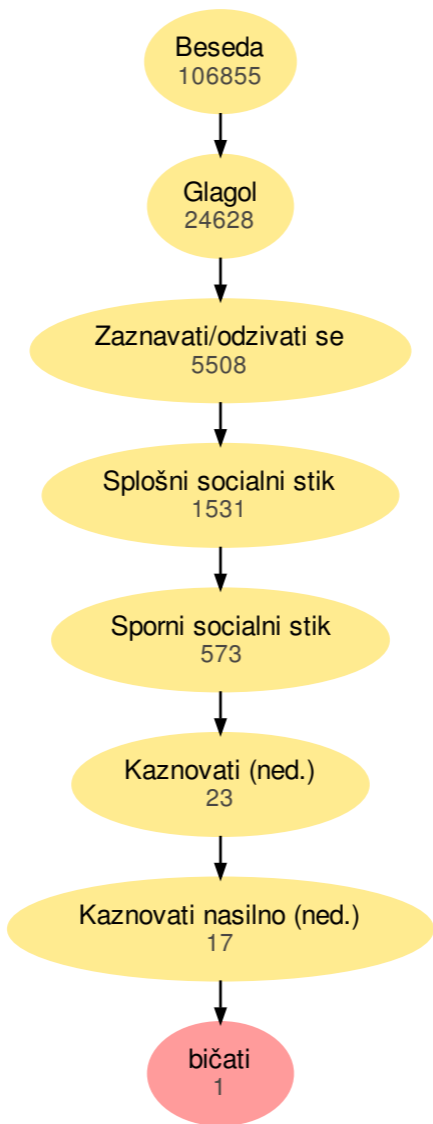 Beseda
106855
Glagol
24628
Zaznavati/odzivati se
5508
Splošni socialni stik
1531
Sporni socialni stik
573
Kaznovati (ned.)
23
Kaznovati nasilno (ned.)
17
bičati
1